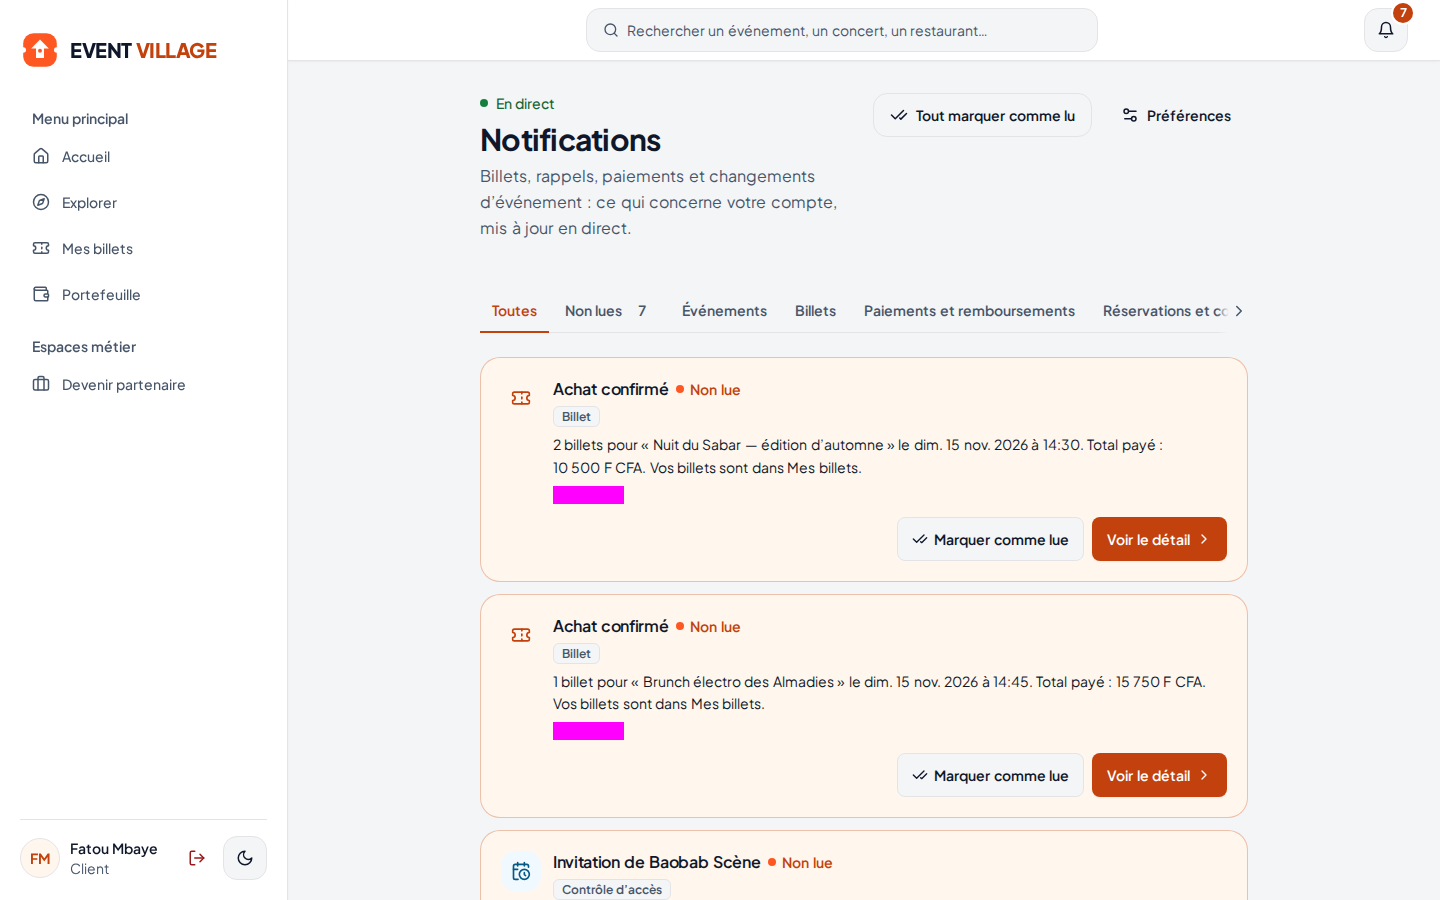 EVENT VILLAGE
Menu principal
Accueil
Explorer
Mes billets
Portefeuille
Espaces métier
Devenir partenaire
FM
Fatou Mbaye
Client
Rechercher un événement, un concert, un restaurant…
7
En direct
Notifications
Billets, rappels, paiements et changements
d’événement : ce qui concerne votre compte,
mis à jour en direct.
Tout marquer comme lu
Préférences
Toutes
Non lues 7
Événements
Billets
Paiements et remboursements
Réservations et
Achat confirmé
Non lue
Billet
2 billets pour « Nuit du Sabar — édition d’automne » le dim. 15 nov. 2026 à 14:30. Total payé :
10 500 F CFA. Vos billets sont dans Mes billets.
Marquer comme lue
Voir le détail
Achat confirmé
Non lue
Billet
1 billet pour « Brunch électro des Almadies » le dim. 15 nov. 2026 à 14:45. Total payé : 15 750 F CFA.
Vos billets sont dans Mes billets.
Marquer comme lue
Voir le détail
Invitation de Baobab Scène
Non lue
Contrôle d’accès